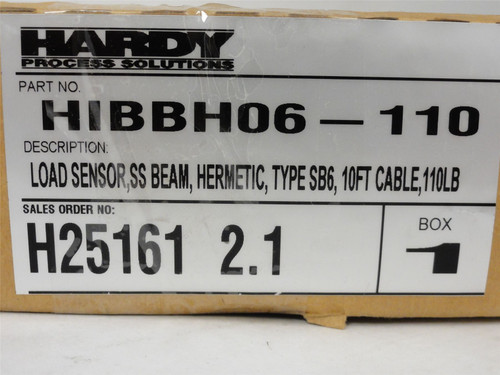 HARDY
PROCESS SOLUTIONS
PART NO.
HIBBH06-110
DESCRIPTION:
LOAD SENSOR,SS BEAM, HERMETIC, TYPE SB6, 10FT CABLE,110LB
SALES ORDER NO:
H25161 2.1
BOX
1